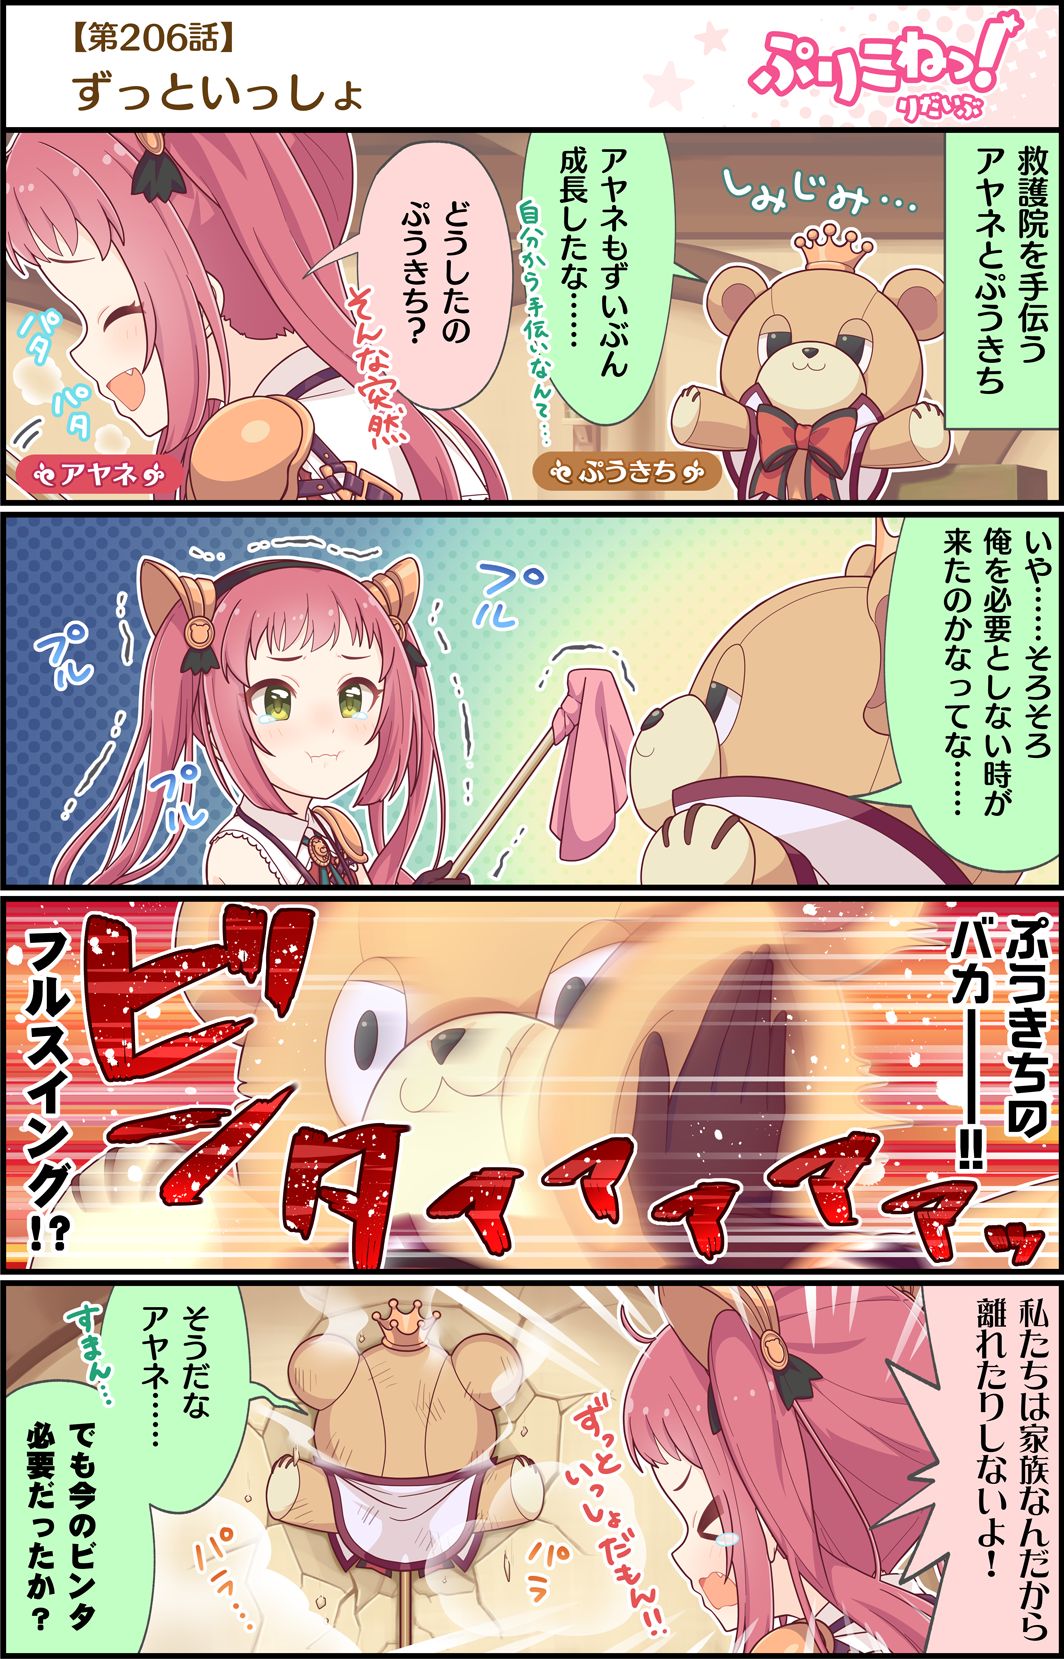 【第206話】
ずっといっしょ
ぷりこねっ!
りだいぶ
救護院を手伝う
アヤネとぷうきち
しみじみ…
アヤネもずいぶん
成長したな……
自分から手伝いなんて…
どうしたの
ぷうきち?
そんな突然
パタ
パタ
アヤネ
ぷうきち
いや……そろそろ
俺を必要としない時が
来たのかなってな……
プル
プル
プル
ぷうきちの
バカ――!!
ビンタァァァァァァッ
フルスイング!?
私たちは家族なんだから
離れたりしないよ!
ずっと
いっしょだもん!!
そうだな
アヤネ……
すまん…
でも今のビンタ
必要だったか?
パラ…
パラ